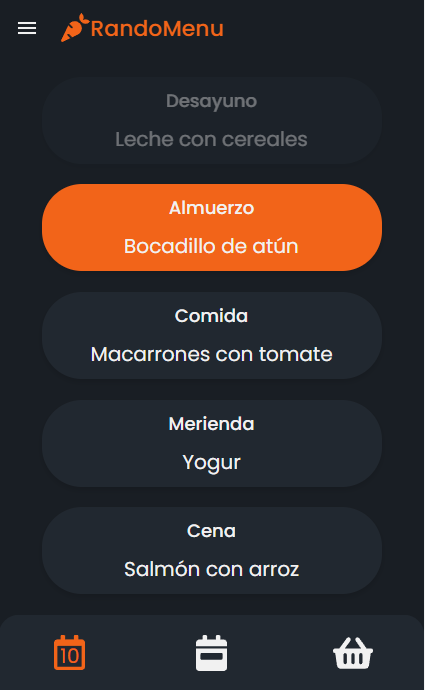 RandoMenu
Desayuno
Leche con cereales
Almuerzo
Bocadillo de atún
Comida
Macarrones con tomate
Merienda
Yogur
Cena
Salmón con arroz
10